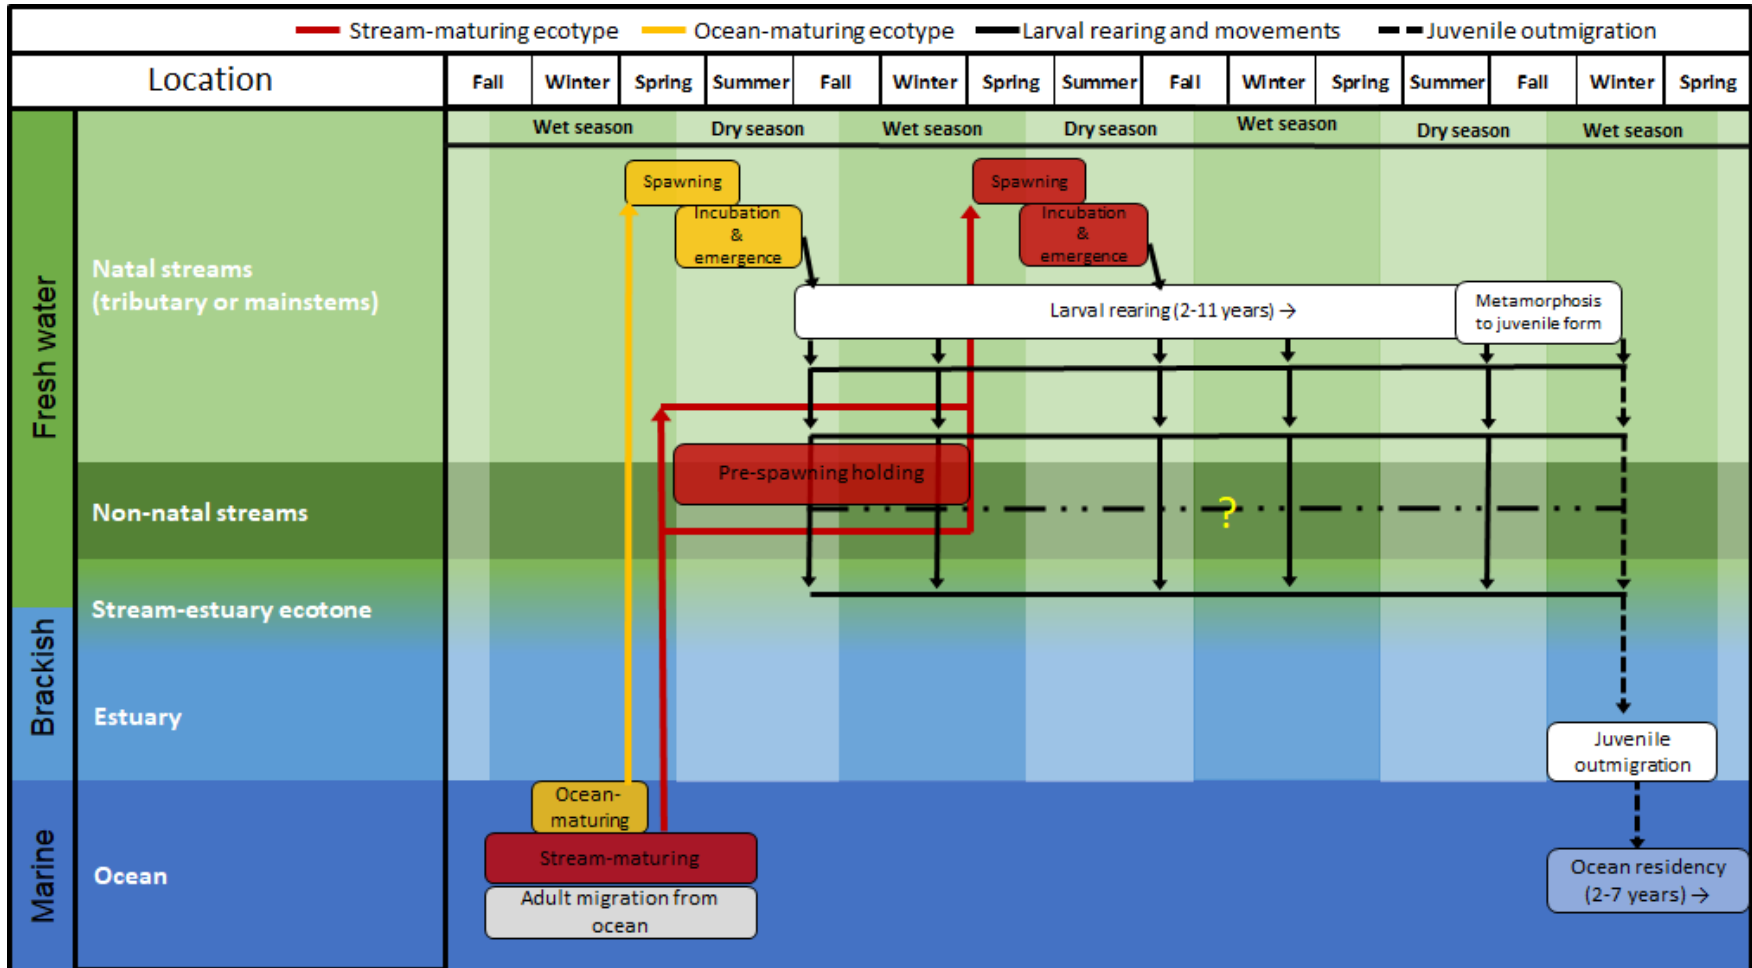 Stream-maturing ecotype
Ocean-maturing ecotype
Larval rearing and movements
Juvenile outmigration
Location
Fall
Winter
Spring
Summer
Fall
Winter
Spring
Summer
Fall
Winter
Spring
Summer
Fall
Winter
Spring
Wet season
Dry season
Wet season
Dry season
Wet season
Dry season
Wet season
Fresh water
Natal streams
(tributary or mainstems)
Spawning
Incubation
&
emergence
Spawning
Incubation
&
emergence
Larval rearing (2-11 years) →
Metamorphosis
to juvenile form
Pre-spawning holding
Non-natal streams
?
Stream-estuary ecotone
Brackish
Estuary
Juvenile
outmigration
Marine
Ocean
Ocean-
maturing
Stream-maturing
Adult migration from
ocean
Ocean residency
(2-7 years) →